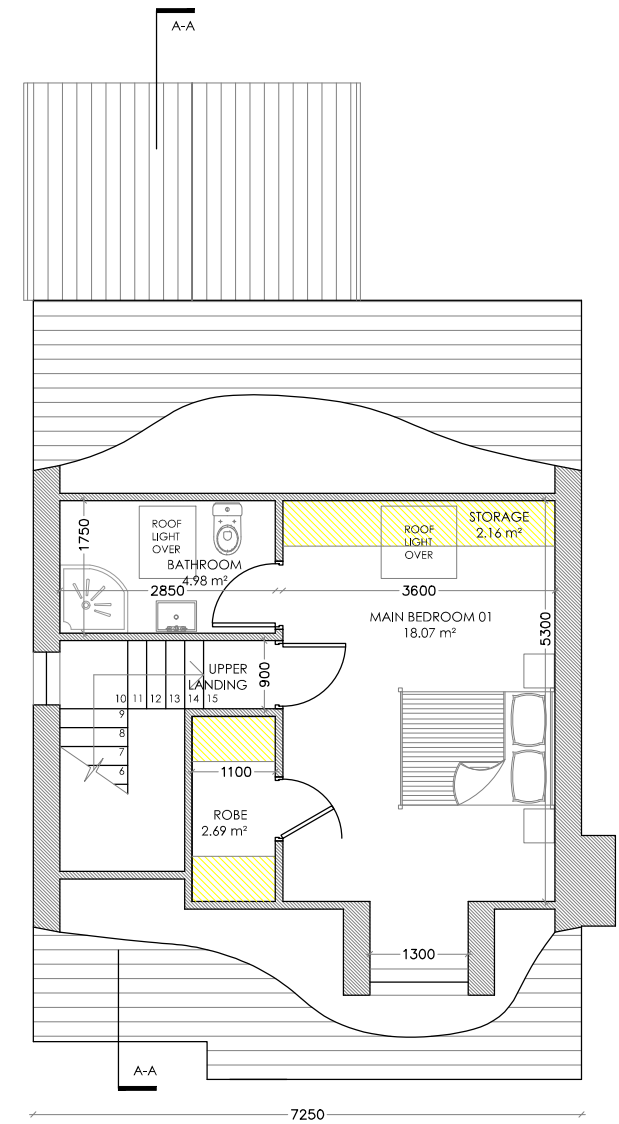 A-A
1750
ROOF
LIGHT
OVER
BATHROOM
4.98 m²
2850
STORAGE
2.16 m²
ROOF
LIGHT
OVER
3600
MAIN BEDROOM 01
18.07 m²
5300
UPPER
LANDING
900
10 11 12 13 14 15
9
8
7
6
1100
ROBE
2.69 m²
1300
A-A
7250